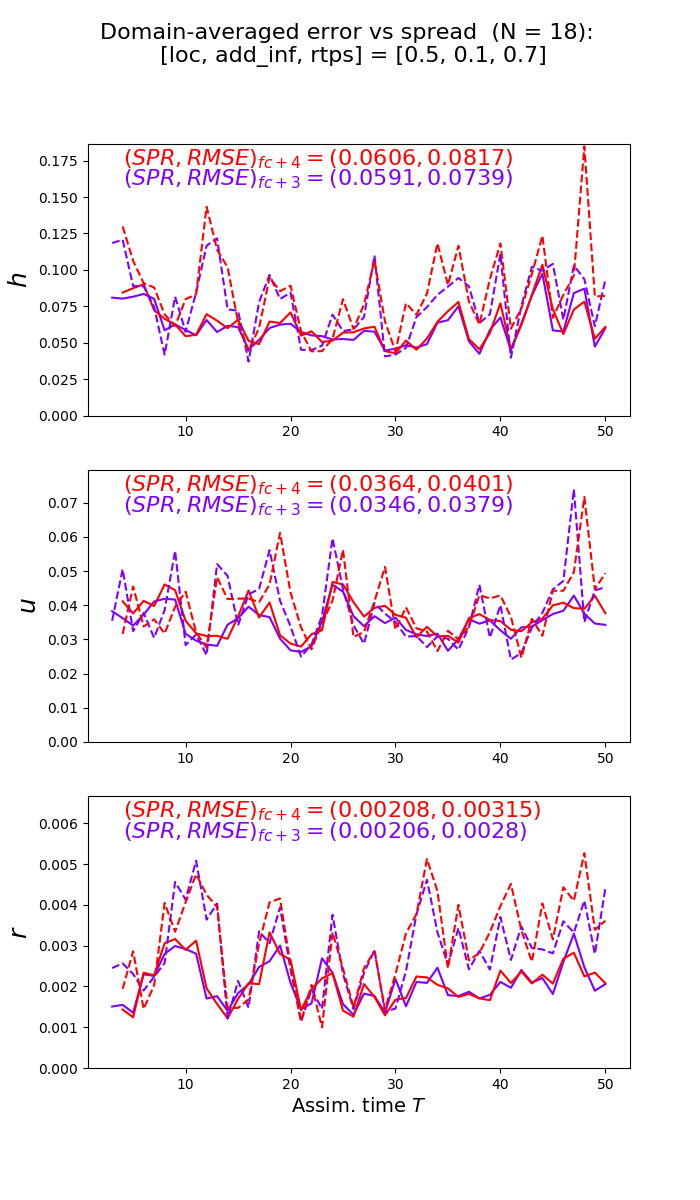 Domain-averaged error vs spread (N = 18):
[loc, add_inf, rtps] = [0.5, 0.1, 0.7]
(SPR, RMSE)fc+4 = (0.0606, 0.0817)
(SPR, RMSE)fc+3 = (0.0591, 0.0739)
0.175
0.150
0.125
0.100
0.075
0.050
0.025
0.000
h
10 20 30 40 50
(SPR, RMSE)fc+4 = (0.0364, 0.0401)
(SPR, RMSE)fc+3 = (0.0346, 0.0379)
0.07
0.06
0.05
0.04
0.03
0.02
0.01
0.00
u
10 20 30 40 50
(SPR, RMSE)fc+4 = (0.00208, 0.00315)
(SPR, RMSE)fc+3 = (0.00206, 0.0028)
0.006
0.005
0.004
0.003
0.002
0.001
0.000
r
10 20 30 40 50
Assim. time T